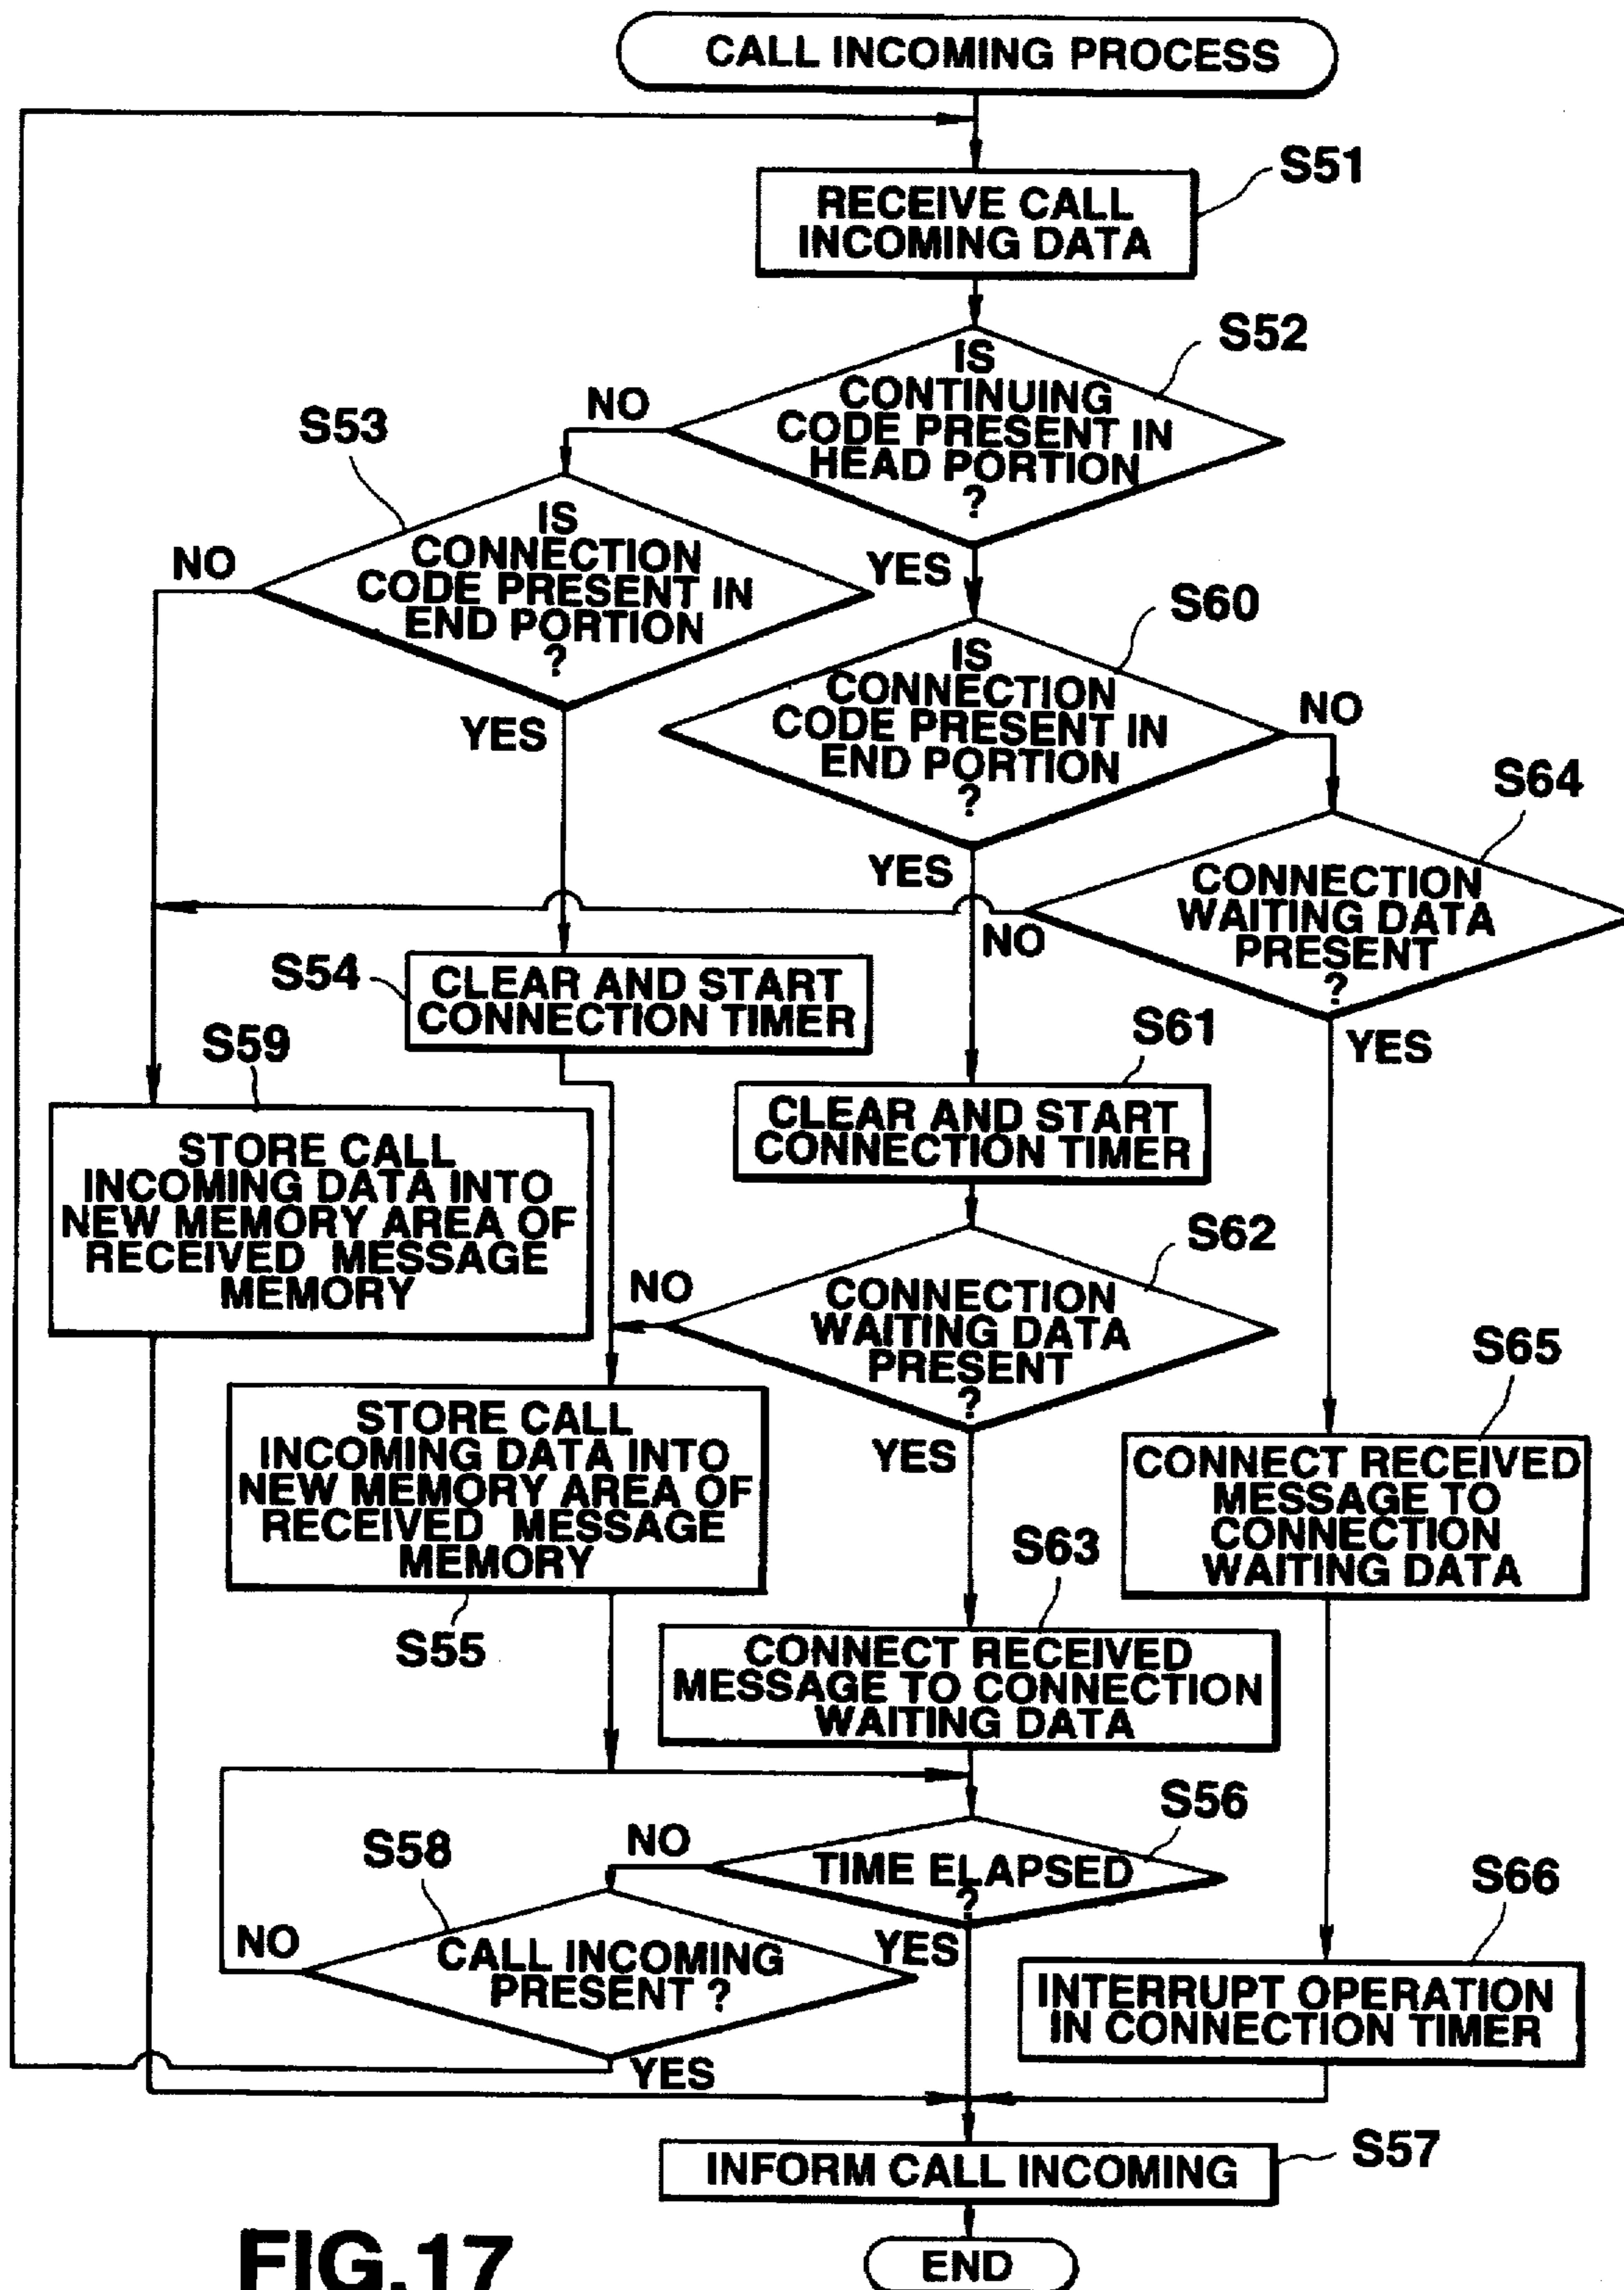 CALL INCOMING PROCESS
S51
RECEIVE CALL
INCOMING DATA
S52
IS
CONTINUING
CODE PRESENT IN
HEAD PORTION
?
NO
YES
S53
IS
CONNECTION
CODE PRESENT IN
END PORTION
?
NO
YES
S60
IS
CONNECTION
CODE PRESENT IN
END PORTION
?
NO
YES
S64
CONNECTION
WAITING DATA
PRESENT
?
NO
YES
S54
CLEAR AND START
CONNECTION TIMER
S59
STORE CALL
INCOMING DATA INTO
NEW MEMORY AREA OF
RECEIVED MESSAGE
MEMORY
S61
CLEAR AND START
CONNECTION TIMER
S62
CONNECTION
WAITING DATA
PRESENT
?
NO
YES
STORE CALL
INCOMING DATA INTO
NEW MEMORY AREA OF
RECEIVED MESSAGE
MEMORY
S55
S65
CONNECT RECEIVED
MESSAGE TO
CONNECTION
WAITING DATA
S63
CONNECT RECEIVED
MESSAGE TO CONNECTION
WAITING DATA
S56
TIME ELAPSED
?
NO
YES
S58
CALL INCOMING
PRESENT ?
NO
YES
S66
INTERRUPT OPERATION
IN CONNECTION TIMER
S57
INFORM CALL INCOMING
END
FIG.17